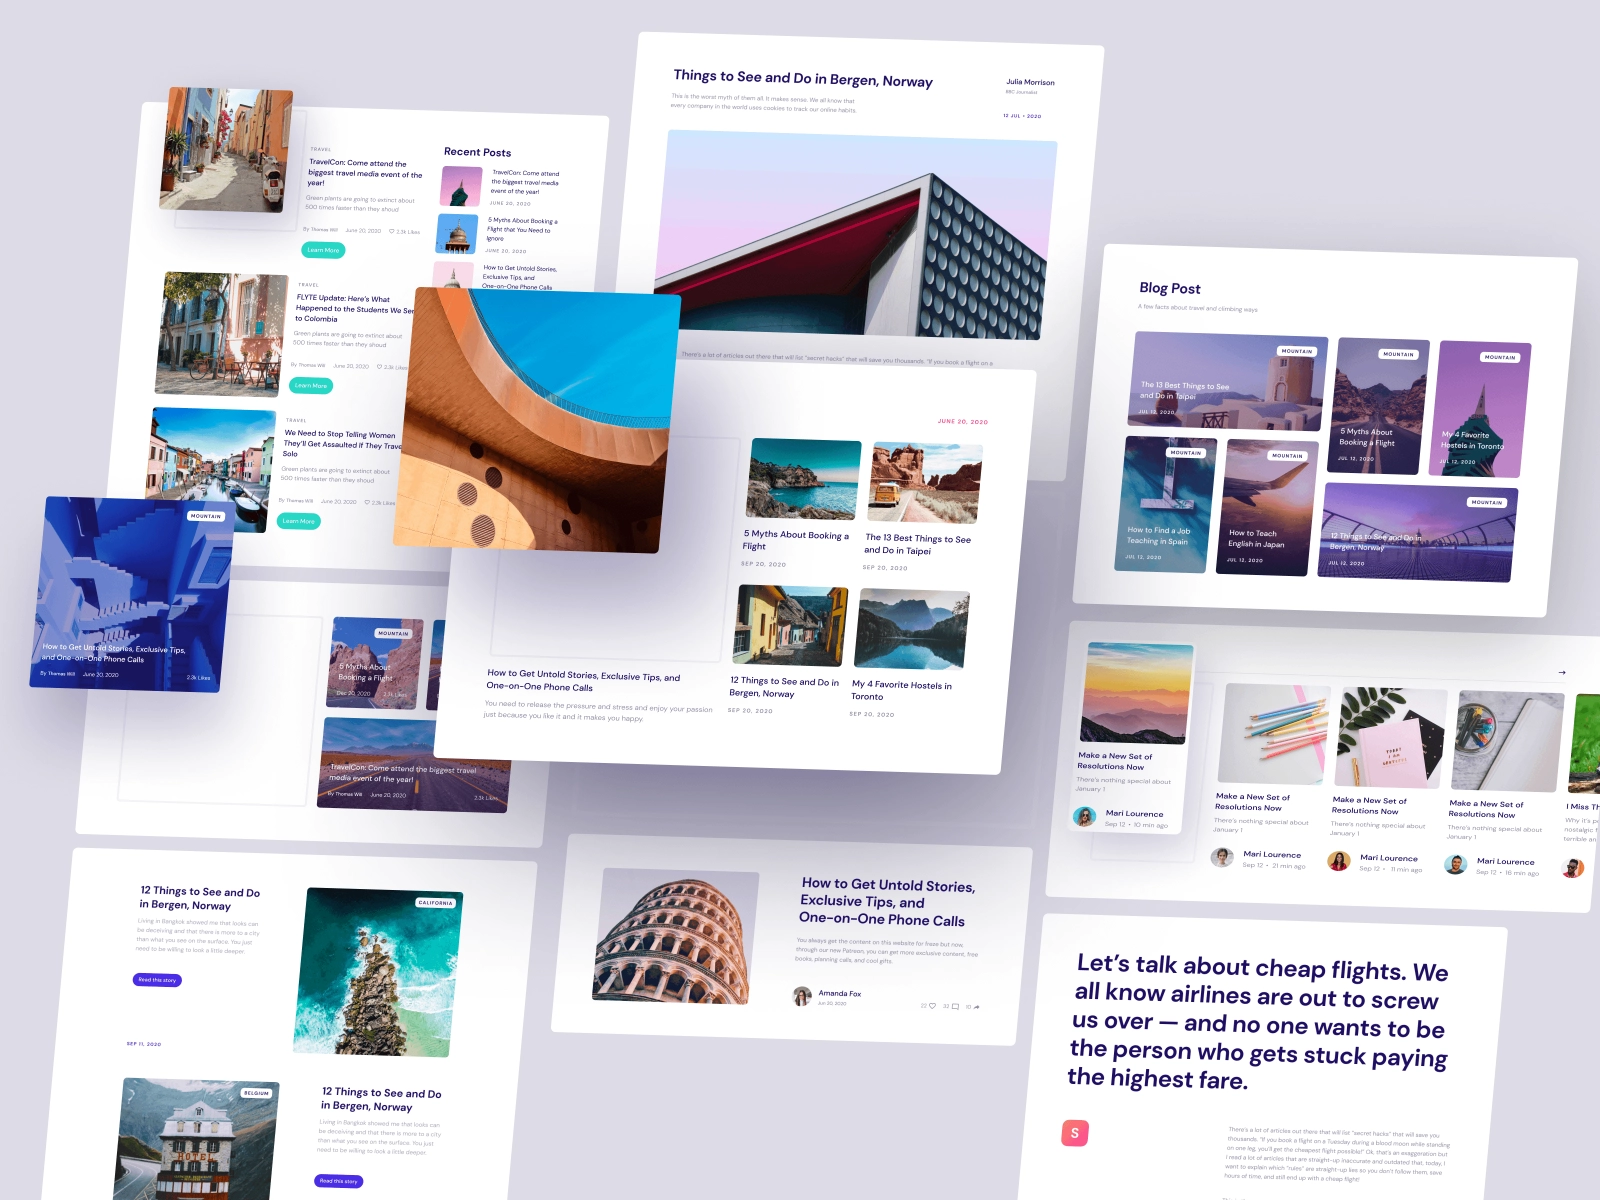 TRAVEL
TravelCon: Come attend the
biggest travel media event of the
year!
Green plants are going to extinct about
500 times faster than they shoud
By Thomas Will June 20, 2020 2.3k Likes
Learn More
TRAVEL
FLYTE Update: Here's What
Happened to the Students We Sen
to Colombia
Green plants are going to extinct about
500 times faster than they shoud
By Thomas Will June 20, 2020 2.3k Likes
Learn More
TRAVEL
We Need to Stop Telling Women
They'll Get Assaulted if They Trave
Solo
Green plants are going to extinct about
500 times faster than they shoud
By Thomas Will June 20, 2020 2.3k Likes
Learn More
Recent Posts
TravelCon: Come attend
the biggest travel media
event of the year!
JUNE 20, 2020
5 Myths About Booking a
Flight that You Need to
Ignore
JUNE 20, 2020
How to Get Untold Stories,
Exclusive Tips, and
One-on-One Phone Calls
Things to See and Do in Bergen, Norway
This is the worst myth of them all. It makes sense. We all know that
every company in the world uses cookies to track our online habits.
Julia Morrison
BBC Journalist
12 JUL • 2020
There's a lot of articles out there that will list "secret hacks" that will save you thousands. "If you book a flight on a
MOUNTAIN
How to Get Untold Stories, Exclusive Tips,
and One-on-One Phone Calls
By Thomas Will June 20, 2020 2.3k Likes
MOUNTAIN
5 Myths About
Booking a Flight
Dec 20, 2020 2.3k Likes
TravelCon: Come attend the biggest travel
media event of the year!
By Thomas Will June 20, 2020 2.3k Likes
JUNE 20, 2020
5 Myths About Booking a
Flight
SEP 20, 2020
The 13 Best Things to See
and Do in Taipei
SEP 20, 2020
12 Things to See and Do in
Bergen, Norway
SEP 20, 2020
My 4 Favorite Hostels in
Toronto
SEP 20, 2020
How to Get Untold Stories, Exclusive Tips, and
One-on-One Phone Calls
You need to release the pressure and stress and enjoy your passion
just because you like it and it makes you happy.
Blog Post
A few facts about travel and climbing ways
MOUNTAIN
The 13 Best Things to See
and Do in Taipei
JUL 12, 2020
MOUNTAIN
5 Myths About
Booking a Flight
JUL 12, 2020
MOUNTAIN
My 4 Favorite
Hostels in Toronto
JUL 12, 2020
MOUNTAIN
How to Find a Job
Teaching in Spain
JUL 12, 2020
MOUNTAIN
How to Teach
English in Japan
JUL 12, 2020
MOUNTAIN
12 Things to See and Do in
Bergen, Norway
JUL 12, 2020
→
Make a New Set of
Resolutions Now
There's nothing special about
January 1
Mari Lourence
Sep 12 • 10 min ago
Make a New Set of
Resolutions Now
There's nothing special about
January 1
Mari Lourence
Sep 12 • 21 min ago
TODAY
I AM
Make a New Set of
Resolutions Now
There's nothing special about
January 1
Mari Lourence
Sep 12 • 11 min ago
Make a New Set of
Resolutions Now
There's nothing special about
January 1
Mari Lourence
Sep 12 • 16 min ago
I Miss Th
Why it's pe
nostalgic f
terrible an
12 Things to See and Do
in Bergen, Norway
Living in Bangkok showed me that looks can
be deceiving and that there is more to a city
than what you see on the surface. You just
need to be willing to look a little deeper.
Read this story
SEP 11, 2020
CALIFORNIA
BELGIUM
HOTEL
12 Things to See and Do
in Bergen, Norway
Living in Bangkok showed me that looks can
be deceiving and that there is more to a city
than what you see on the surface. You just
need to be willing to look a little deeper.
Read this story
How to Get Untold Stories,
Exclusive Tips, and
One-on-One Phone Calls
You always get the content on this website for freze but now,
through our new Patreon, you can get more exclusive content, free
books, planning calls, and cool gifts.
Amanda Fox
Jun 20, 2020
Let's talk about cheap flights. We
all know airlines are out to screw
us over — and no one wants to be
the person who gets stuck paying
the highest fare.
S
There's a lot of articles out there that will list "secret hacks" that will save you
thousands. "If you book a flight on a Tuesday during a blood moon while standing
on one leg, you'll get the cheapest flight possible!" Ok, that's an exaggeration but
I read a lot of articles that are straight-up inaccurate and outdated that, today, I
want to explain which "rules" are straight-up lies so you don't follow them, save
hours of time, and still end up with a cheap flight!